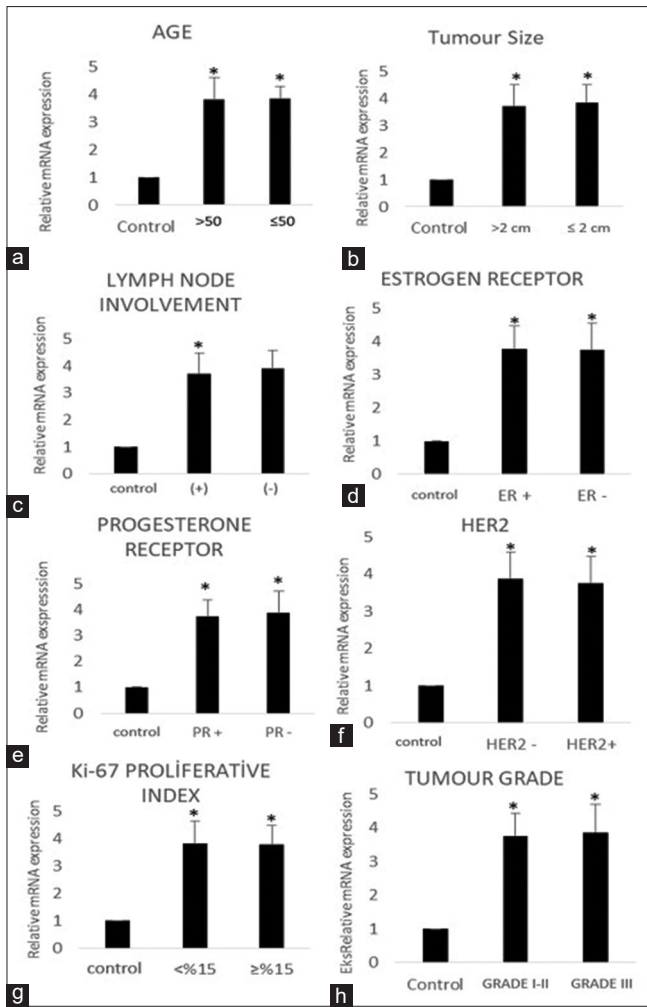 AGE
Relative mRNA expression
5
4
3
2
1
0
*
*
Control
>50
≤50
a
Tumour Size
Relative mRNA expression
5
4
3
2
1
0
*
*
Control
>2 cm
≤ 2 cm
b
LYMPH NODE
INVOLVEMENT
Relative mRNA expression
5
4
3
2
1
0
*
control
(+)
(-)
c
ESTROGEN RECEPTOR
Relative mRNA expression
5
4
3
2
1
0
*
*
control
ER +
ER -
d
PROGESTERONE
RECEPTOR
Relative mRNA exspresssion
5
4
3
2
1
0
*
*
control
PR +
PR -
e
HER2
Relative mRNA expression
5
4
3
2
1
0
*
*
control
HER2 -
HER2+
f
Ki-67 PROLİFERATİVE
INDEX
Relative mRNA expression
5
4
3
2
1
0
*
*
control
<%15
≥%15
g
TUMOUR GRADE
EksRelative mRNA expression
5
4
3
2
1
0
*
*
Control
GRADE I-II
GRADE III
h